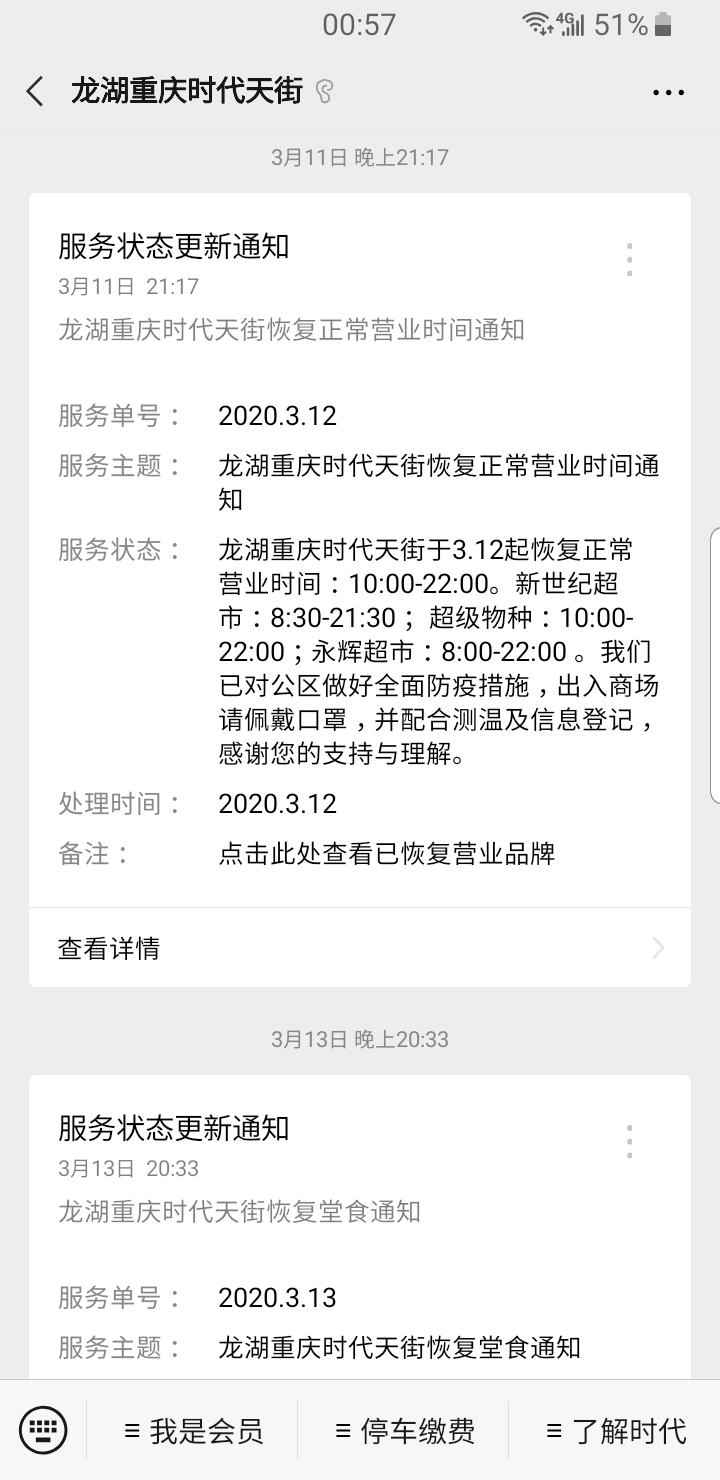 00:57 4G 51%
龙湖重庆时代天街
3月11日 晚上21:17
服务状态更新通知
3月11日 21:17
龙湖重庆时代天街恢复正常营业时间通知
服务单号： 2020.3.12
服务主题： 龙湖重庆时代天街恢复正常营业时间通
知
服务状态： 龙湖重庆时代天街于3.12起恢复正常
营业时间：10:00-22:00。新世纪超
市：8:30-21:30； 超级物种：10:00-
22:00；永辉超市：8:00-22:00 。我们
已对公区做好全面防疫措施，出入商场
请佩戴口罩，并配合测温及信息登记，
感谢您的支持与理解。
处理时间： 2020.3.12
备注： 点击此处查看已恢复营业品牌
查看详情
3月13日 晚上20:33
服务状态更新通知
3月13日 20:33
龙湖重庆时代天街恢复堂食通知
服务单号： 2020.3.13
服务主题： 龙湖重庆时代天街恢复堂食通知
我是会员 停车缴费 了解时代